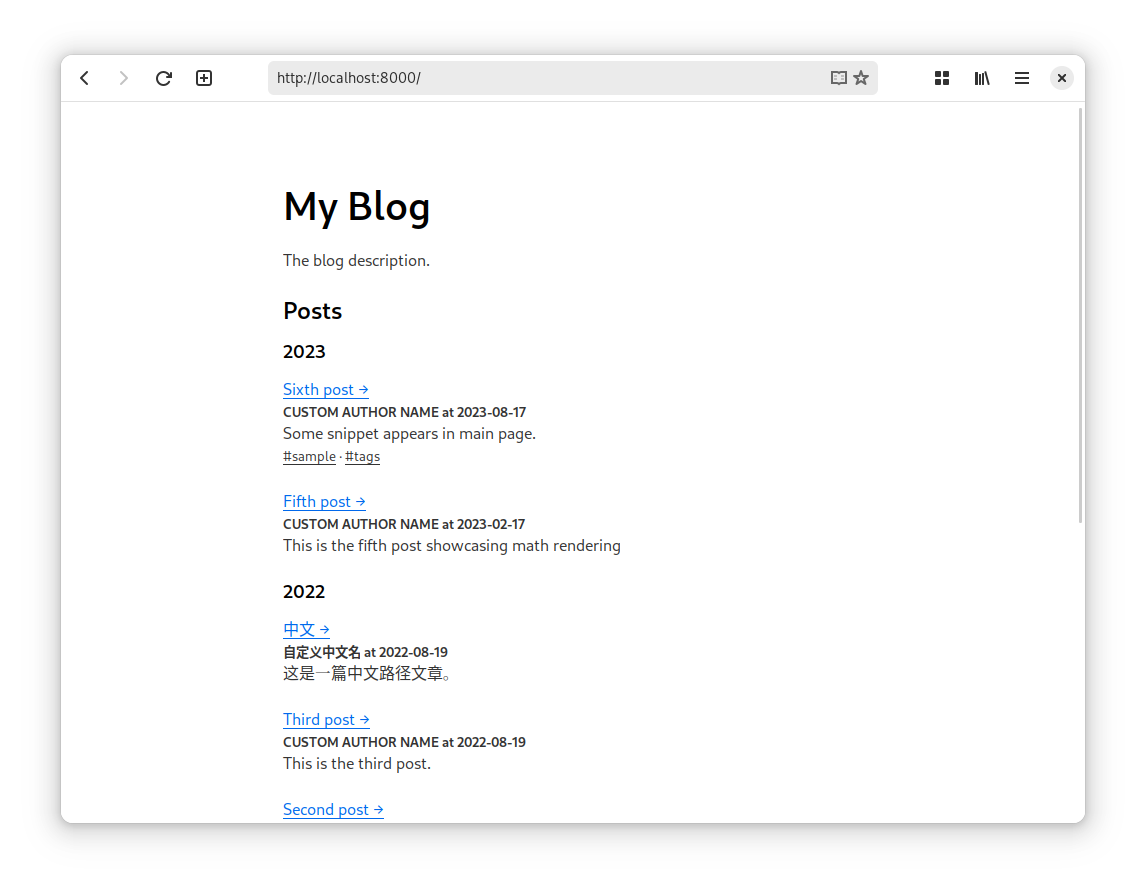 http://localhost:8000/
My Blog
The blog description.
Posts
2023
Sixth post →
CUSTOM AUTHOR NAME at 2023-08-17
Some snippet appears in main page.
#sample · #tags
Fifth post →
CUSTOM AUTHOR NAME at 2023-02-17
This is the fifth post showcasing math rendering
2022
中文 →
自定义中文名 at 2022-08-19
这是一篇中文路径文章。
Third post →
CUSTOM AUTHOR NAME at 2022-08-19
This is the third post.
Second post →